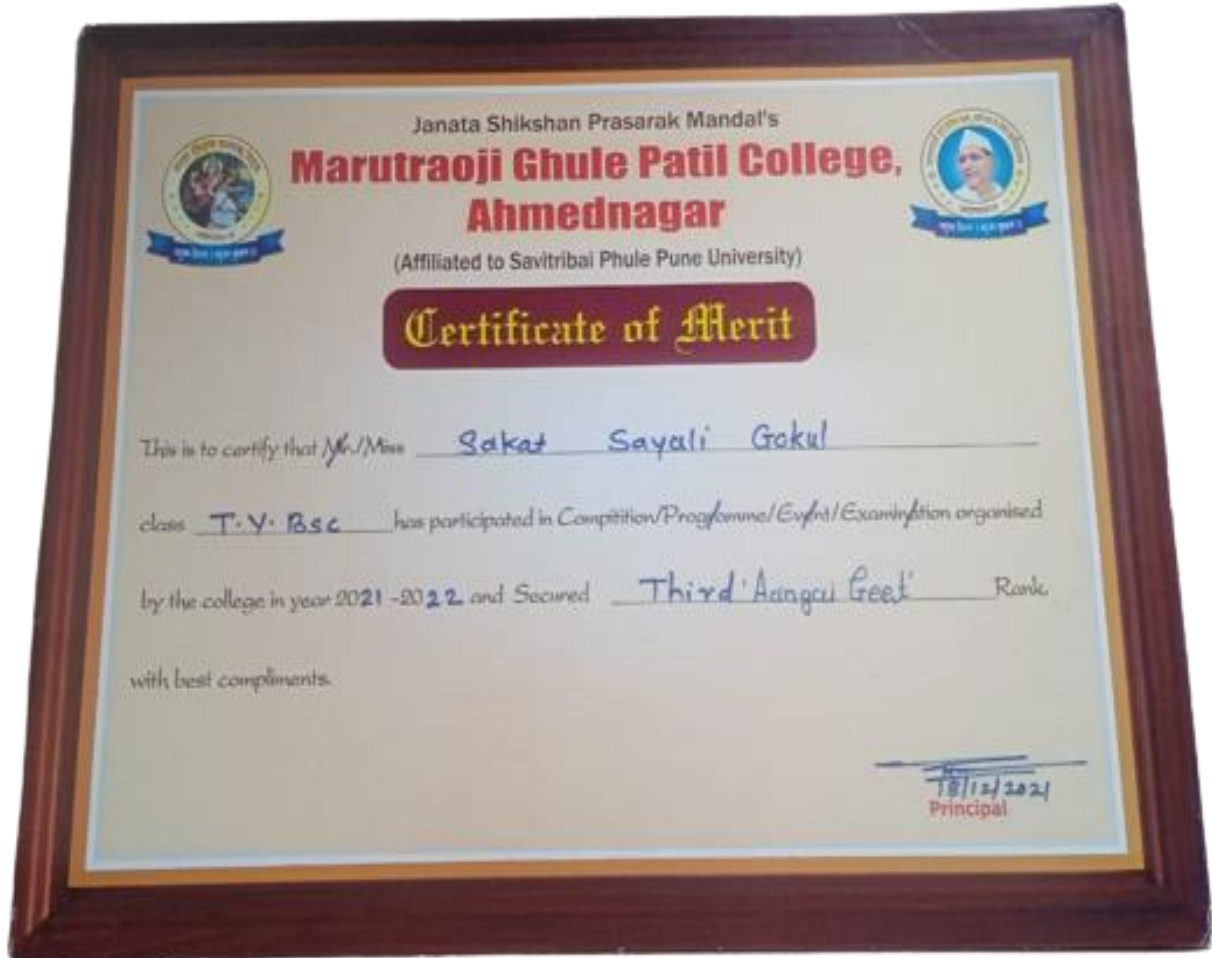 Janata Shikshan Prasarak Mandal's
Marutraoji Ghule Patil College,
Ahmednagar
(Affiliated to Savitribai Phule Pune University)
Certificate of Merit
This is to certify that Mr./Miss Sakat Sayali Gokul
class T.Y. Bsc has participated in Compitition/Programme/Event/Examination organised
by the college in year 2021-2022 and Secured Third 'Aangai Geet' Rank
with best compliments.
18/12/2021
Principal